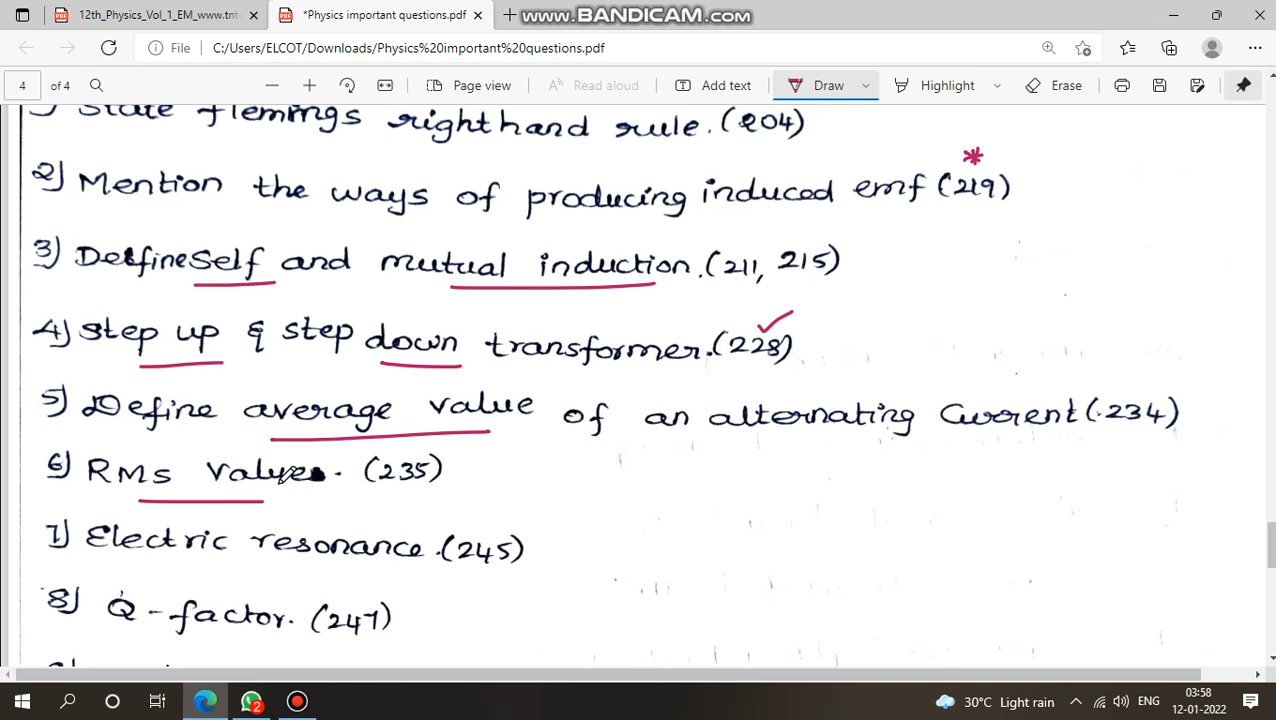 12th_Physics_Vol_1_EM_www.tnt
*Physics important questions.pdf
www.BANDICAM.com
File C:/Users/ELCOT/Downloads/Physics%20important%20questions.pdf
4 of 4 Page view Read aloud Add text Draw Highlight Erase
State flemings right hand rule. (204)
2) Mention the ways of producing induced emf (219) *
3) Define self and mutual induction. (211, 215)
4) Step up & step down transformer. (228) ✓
5) Define average value of an alternating Current (.234)
6) RMS Values. (235)
7) Electric resonance. (245)
8) Q-factor. (247)
30°C Light rain ENG 03:58
12-01-2022
2